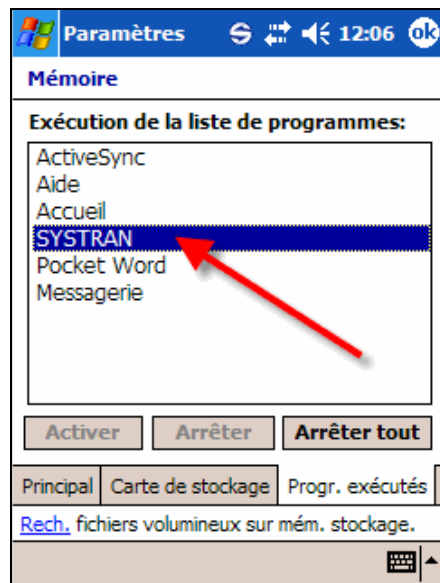 Paramètres 12:06 ok
Mémoire
Exécution de la liste de programmes:
ActiveSync
Aide
Accueil
SYSTRAN
Pocket Word
Messagerie
Activer Arrêter Arrêter tout
Principal Carte de stockage Progr. exécutés
Rech. fichiers volumineux sur mém. stockage.